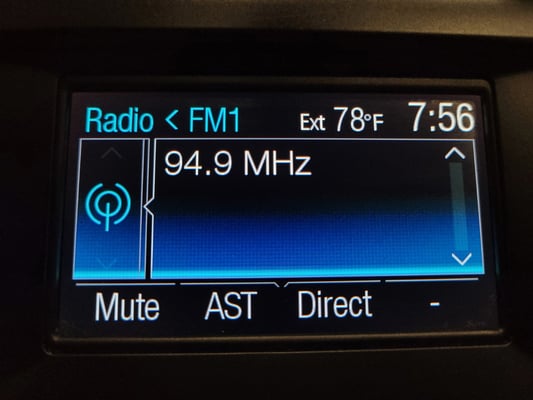 Radio < FM1 Ext 78°F 7:56
94.9 MHz
Mute AST Direct -